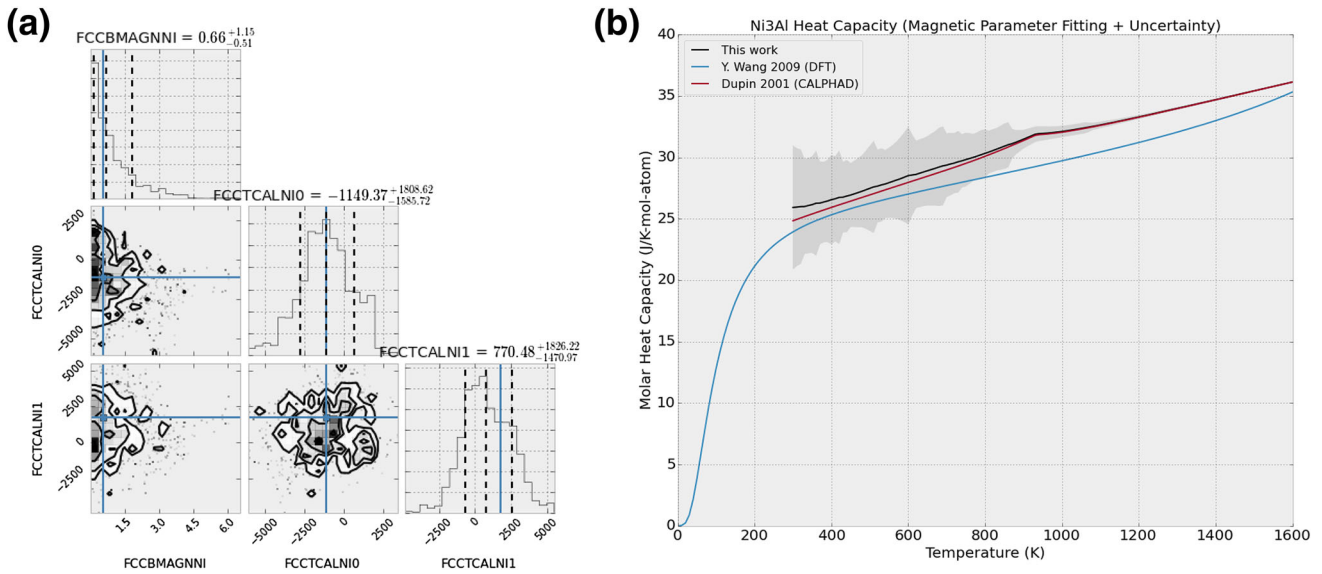 (a)
FCCBMAGNNI = 0.66 +1.15 −0.51
FCCTCALNI0 = −1149.37 +1808.62 −1585.72
2500
0
−2500
−5000
FCCTCALNI0
FCCTCALNI1 = 770.48 +1826.22 −1470.97
5000
2500
0
−2500
FCCTCALNI1
1.5 3.0 4.5 6.0
−5000 −2500 0 2500
−2500 0 2500 5000
FCCBMAGNNI
FCCTCALNI0
FCCTCALNI1
(b)
Ni3Al Heat Capacity (Magnetic Parameter Fitting + Uncertainty)
This work
Y. Wang 2009 (DFT)
Dupin 2001 (CALPHAD)
40
35
30
25
20
15
10
5
0
Molar Heat Capacity (J/K-mol-atom)
0 200 400 600 800 1000 1200 1400 1600
Temperature (K)